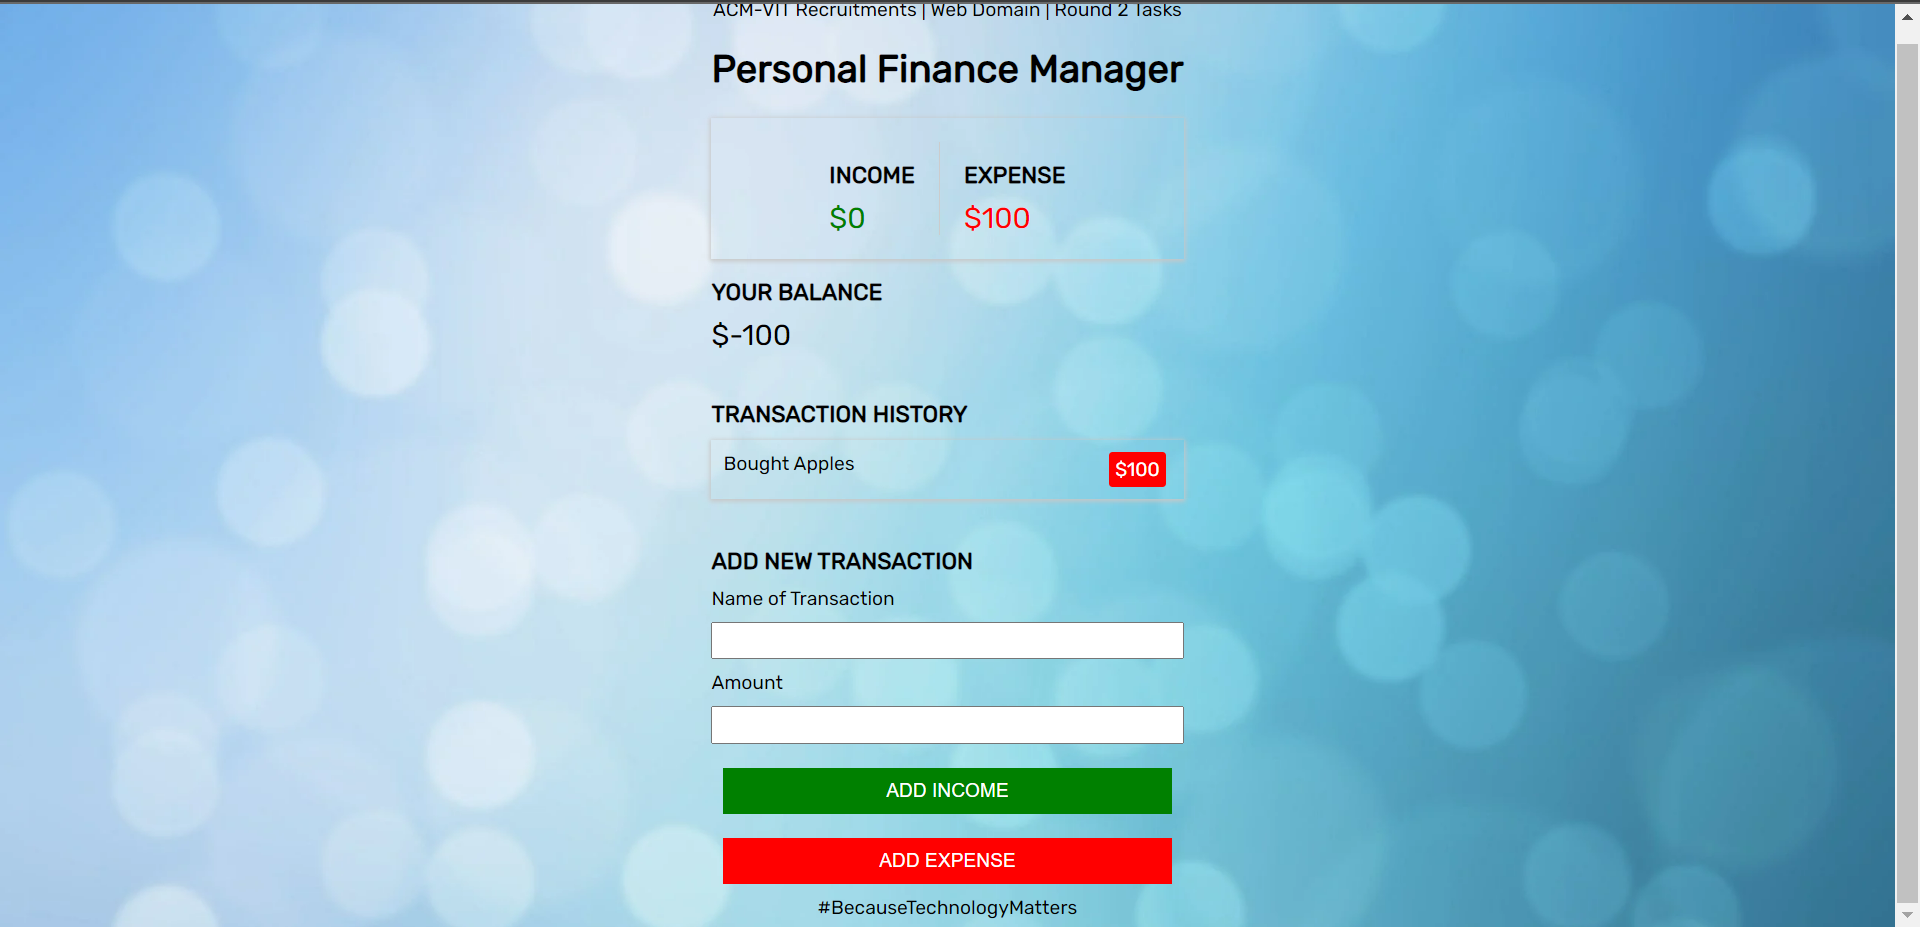 ACM-VIT Recruitments | Web Domain | Round 2 Tasks
Personal Finance Manager
INCOME EXPENSE
$0 $100
YOUR BALANCE
$-100
TRANSACTION HISTORY
Bought Apples $100
ADD NEW TRANSACTION
Name of Transaction
Amount
ADD INCOME
ADD EXPENSE
#BecauseTechnologyMatters